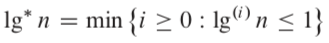 lg* n = min {i ≥ 0 : lg⁽ⁱ⁾ n ≤ 1}